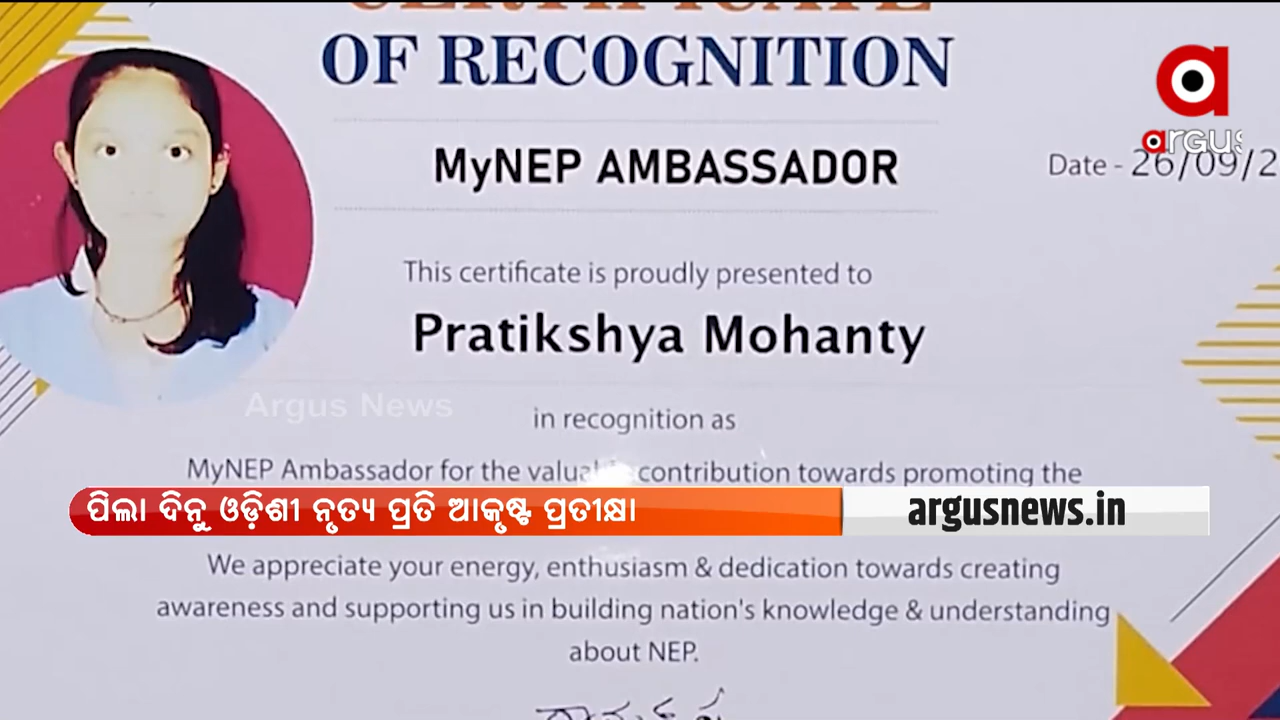 CERTIFICATE
OF RECOGNITION
MyNEP AMBASSADOR
Date - 26/09/2
argus
This certificate is proudly presented to
Pratikshya Mohanty
Argus News
in recognition as
MyNEP Ambassador for the contribution towards promoting the
ପିଲା ଦିନୁ ଓଡ଼ିଶୀ ନୃତ୍ୟ ପ୍ରତି ଆକୃଷ୍ଟ ପ୍ରତୀକ୍ଷା
argusnews.in
We appreciate your energy, enthusiasm & dedication towards creating
awareness and supporting us in building nation's knowledge & understanding
about NEP.